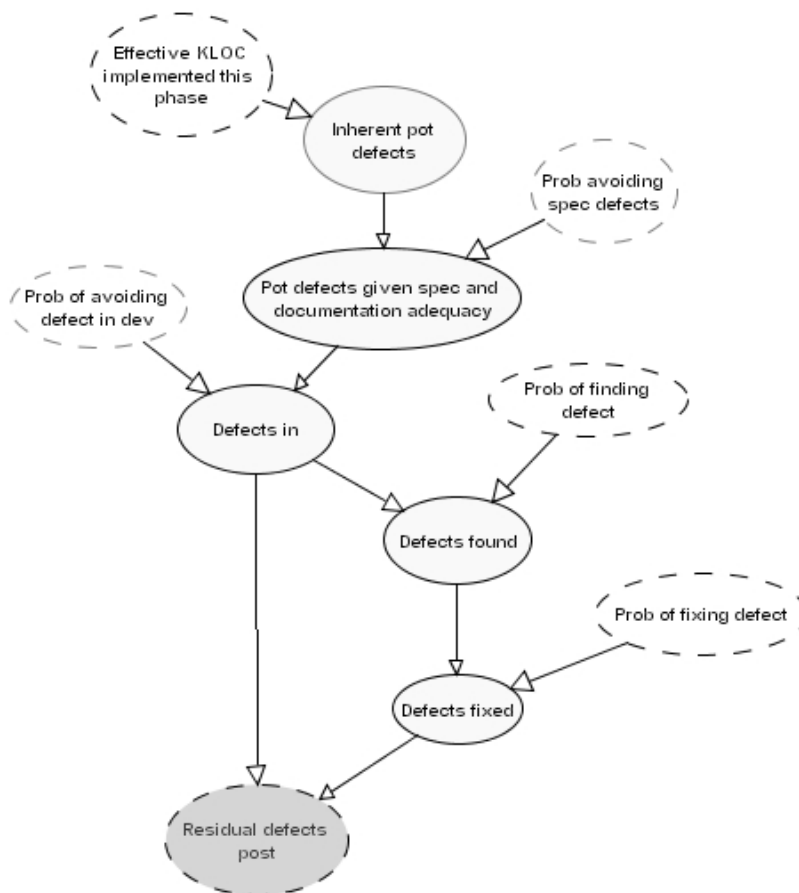 Effective KLOC
implemented this
phase
Inherent pot
defects
Prob avoiding
spec defects
Pot defects given spec and
documentation adequacy
Prob of avoiding
defect in dev
Prob of finding
defect
Defects in
Defects found
Prob of fixing defect
Defects fixed
Residual defects
post